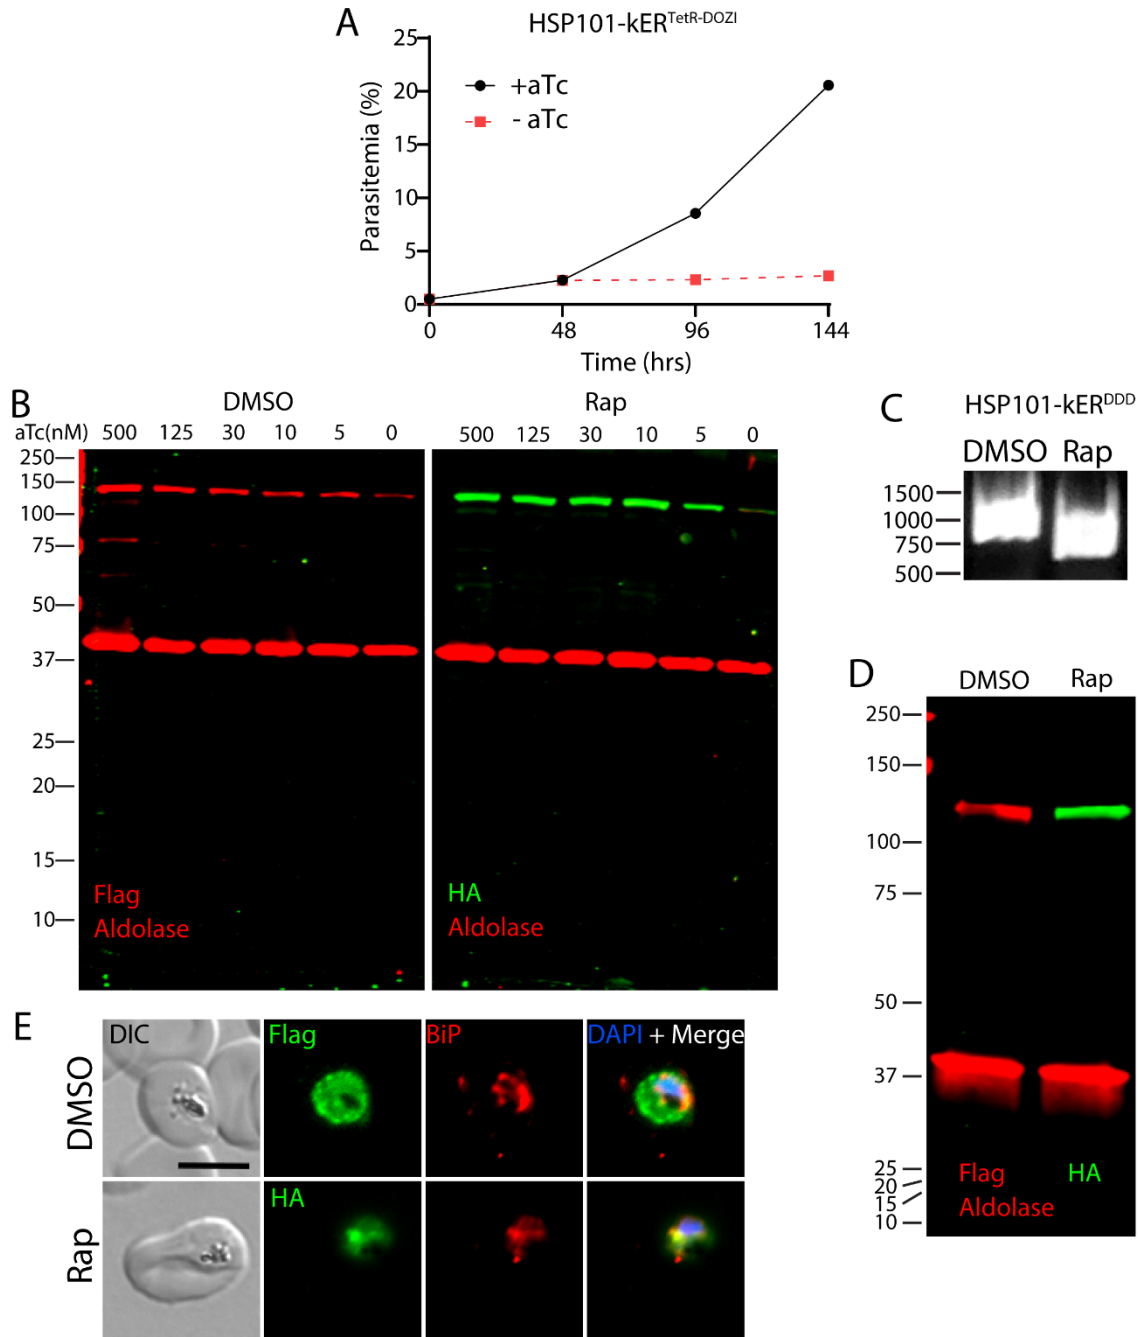 A
HSP101-kER^TetR-DOZI
25
20
15
10
5
0
Parasitemia (%)
+aTc
- aTc
0 48 96 144
Time (hrs)
B
DMSO Rap
aTc(nM) 500 125 30 10 5 0 500 125 30 10 5 0
250
150
100
75
50
37
25
20
15
10
Flag
Aldolase
HA
Aldolase
C
HSP101-kER^DDD
DMSO Rap
1500
1000
750
500
D
DMSO Rap
250
150
100
75
50
37
25
20
15
10
Flag HA
Aldolase
E
DMSO
DIC Flag BiP DAPI + Merge
Rap
HA